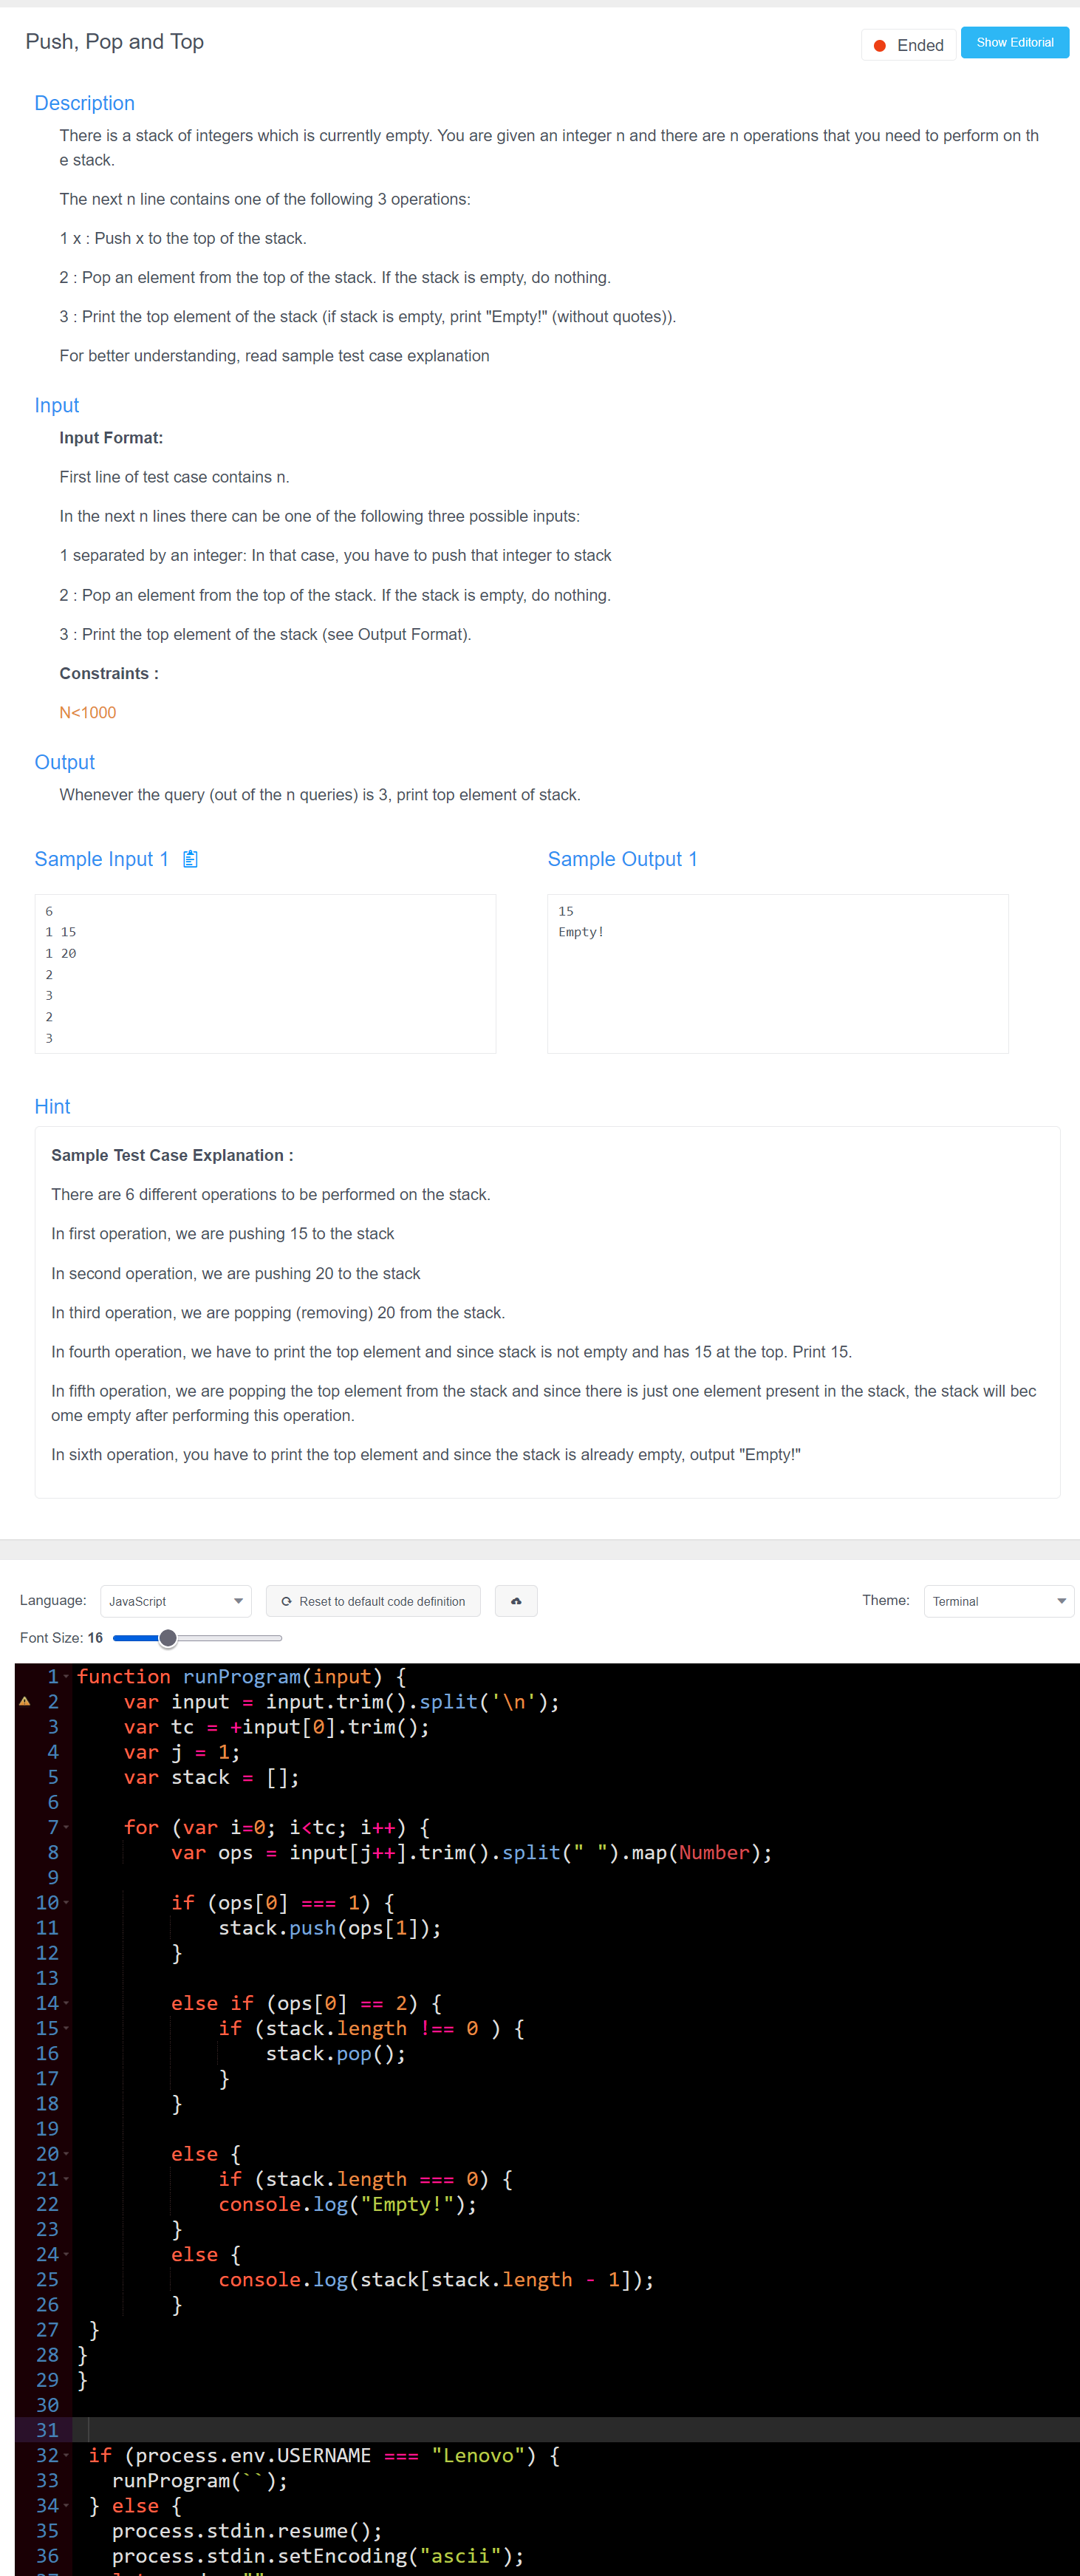 Push, Pop and Top
Ended
Show Editorial
Description
There is a stack of integers which is currently empty. You are given an integer n and there are n operations that you need to perform on th
e stack.
The next n line contains one of the following 3 operations:
1 x : Push x to the top of the stack.
2 : Pop an element from the top of the stack. If the stack is empty, do nothing.
3 : Print the top element of the stack (if stack is empty, print "Empty!" (without quotes)).
For better understanding, read sample test case explanation
Input
Input Format:
First line of test case contains n.
In the next n lines there can be one of the following three possible inputs:
1 separated by an integer: In that case, you have to push that integer to stack
2 : Pop an element from the top of the stack. If the stack is empty, do nothing.
3 : Print the top element of the stack (see Output Format).
Constraints :
N<1000
Output
Whenever the query (out of the n queries) is 3, print top element of stack.
Sample Input 1
6
1 15
1 20
2
3
2
3
Sample Output 1
15
Empty!
Hint
Sample Test Case Explanation :
There are 6 different operations to be performed on the stack.
In first operation, we are pushing 15 to the stack
In second operation, we are pushing 20 to the stack
In third operation, we are popping (removing) 20 from the stack.
In fourth operation, we have to print the top element and since stack is not empty and has 15 at the top. Print 15.
In fifth operation, we are popping the top element from the stack and since there is just one element present in the stack, the stack will bec
ome empty after performing this operation.
In sixth operation, you have to print the top element and since the stack is already empty, output "Empty!"
Language: JavaScript Reset to default code definition Theme: Terminal
Font Size: 16
1 function runProgram(input) {
2     var input = input.trim().split('\n');
3     var tc = +input[0].trim();
4     var j = 1;
5     var stack = [];
6
7     for (var i=0; i<tc; i++) {
8         var ops = input[j++].trim().split(" ").map(Number);
9
10         if (ops[0] === 1) {
11             stack.push(ops[1]);
12         }
13
14         else if (ops[0] == 2) {
15             if (stack.length !== 0 ) {
16                 stack.pop();
17             }
18         }
19
20         else {
21             if (stack.length === 0) {
22             console.log("Empty!");
23         }
24         else {
25             console.log(stack[stack.length - 1]);
26         }
27  }
28 }
29 }
30
31
32  if (process.env.USERNAME === "Lenovo") {
33    runProgram(``);
34  } else {
35    process.stdin.resume();
36    process.stdin.setEncoding("ascii");